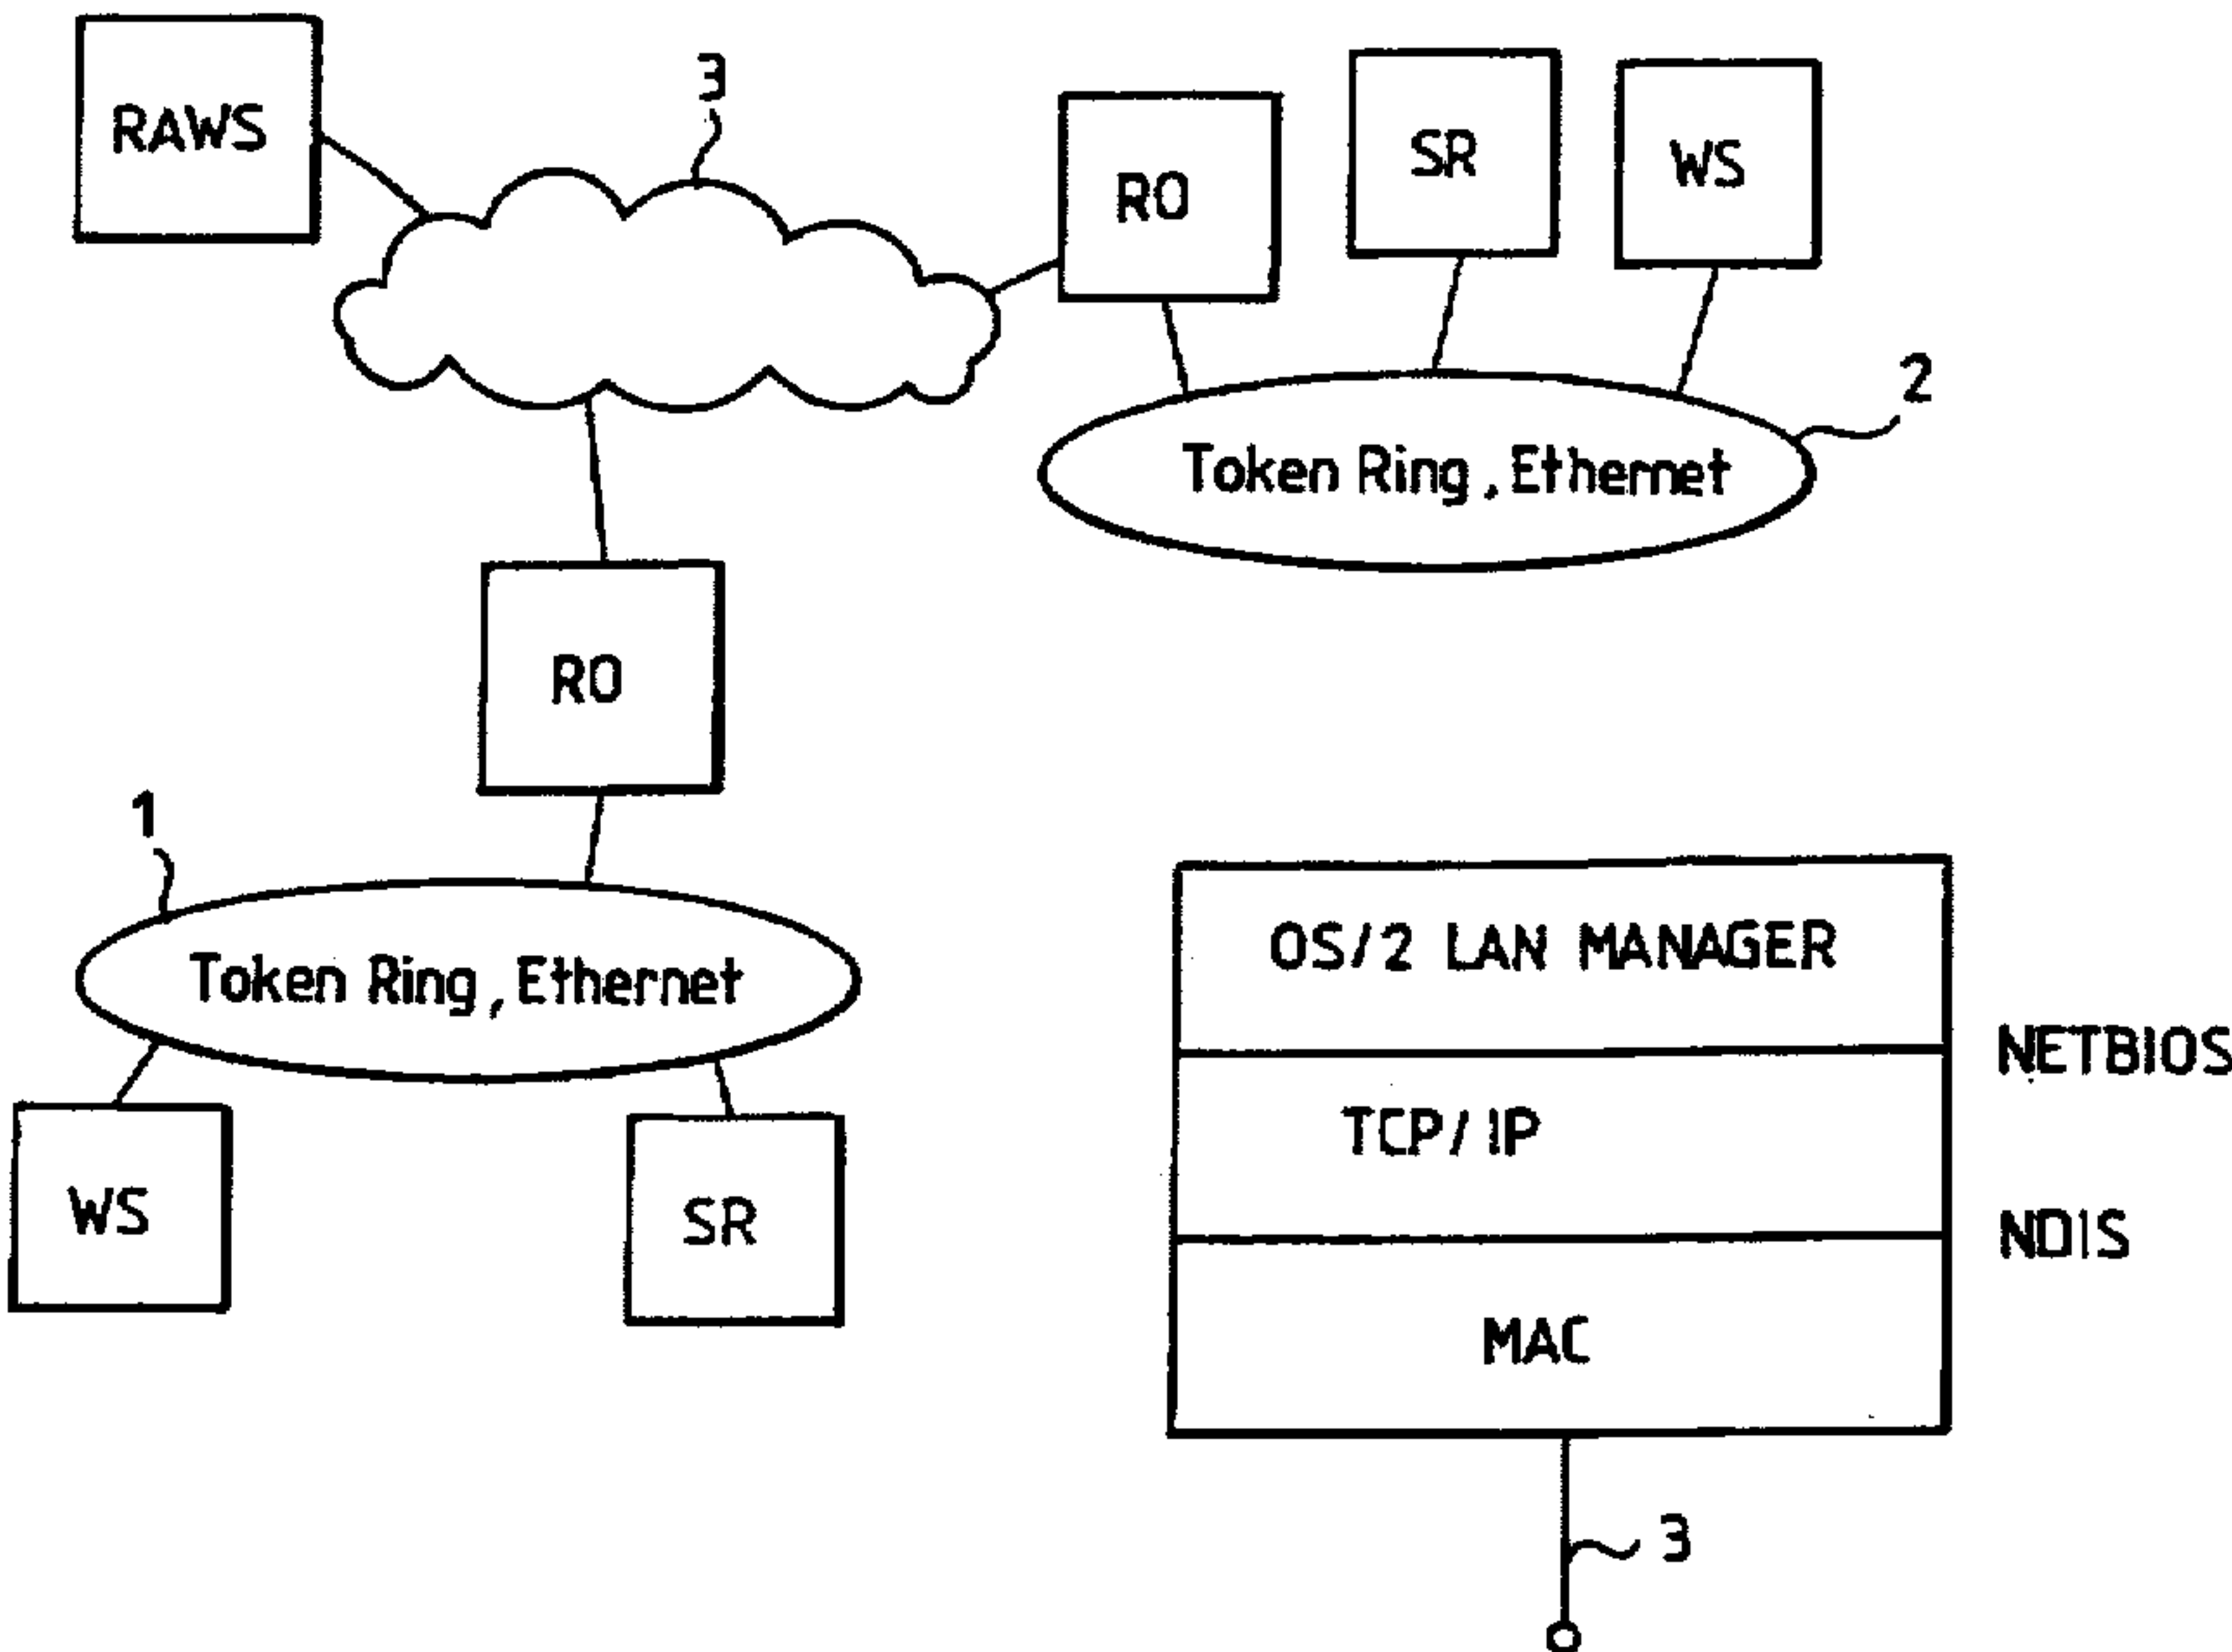 RAWS
3
RO
SR
WS
2
Token Ring, Ethernet
RO
1
Token Ring, Ethernet
WS
SR
OS/2 LAN MANAGER
NETBIOS
TCP/IP
NDIS
MAC
3